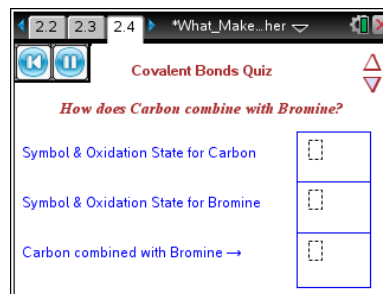 2.2 2.3 2.4 *What_Make...her
Covalent Bonds Quiz
How does Carbon combine with Bromine?
Symbol & Oxidation State for Carbon
Symbol & Oxidation State for Bromine
Carbon combined with Bromine →